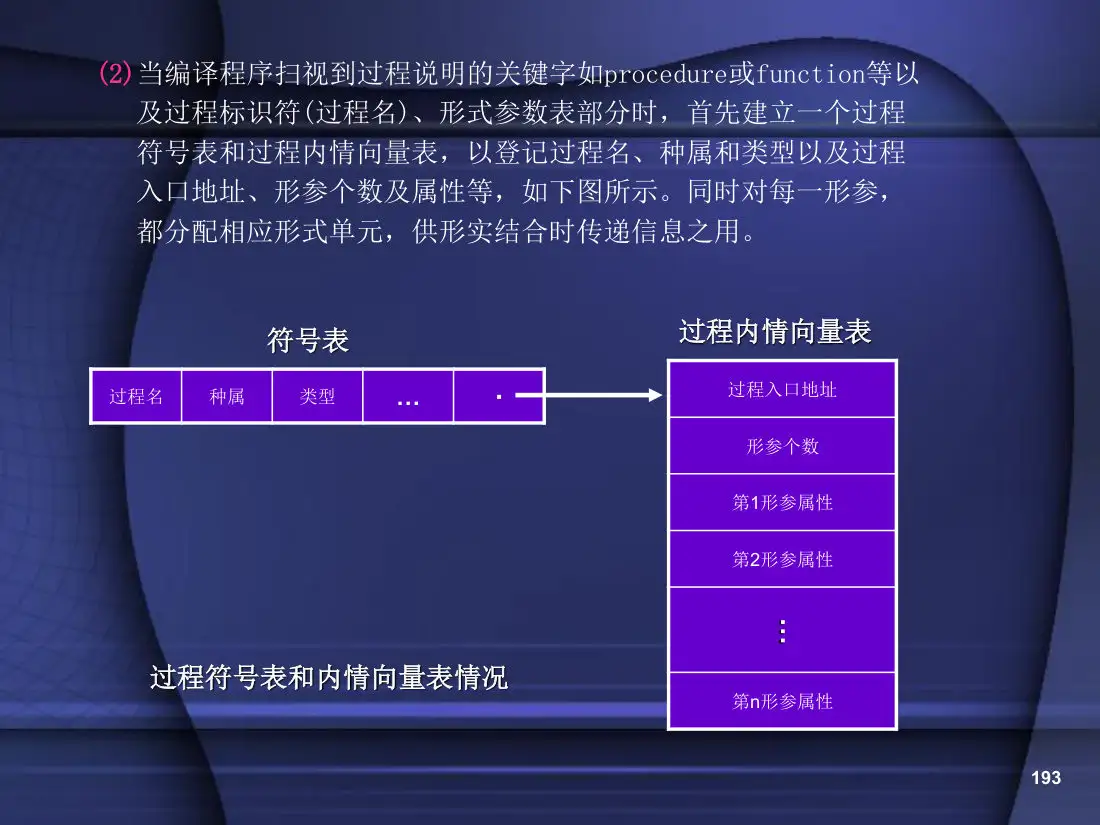 (2)当编译程序扫视到过程说明的关键字如procedure或function等以
及过程标识符(过程名)、形式参数表部分时，首先建立一个过程
符号表和过程内情向量表，以登记过程名、种属和类型以及过程
入口地址、形参个数及属性等，如下图所示。同时对每一形参，
都分配相应形式单元，供形实结合时传递信息之用。
符号表
过程名 种属 类型 … ·
过程内情向量表
过程入口地址
形参个数
第1形参属性
第2形参属性
⋮
第n形参属性
过程符号表和内情向量表情况
193